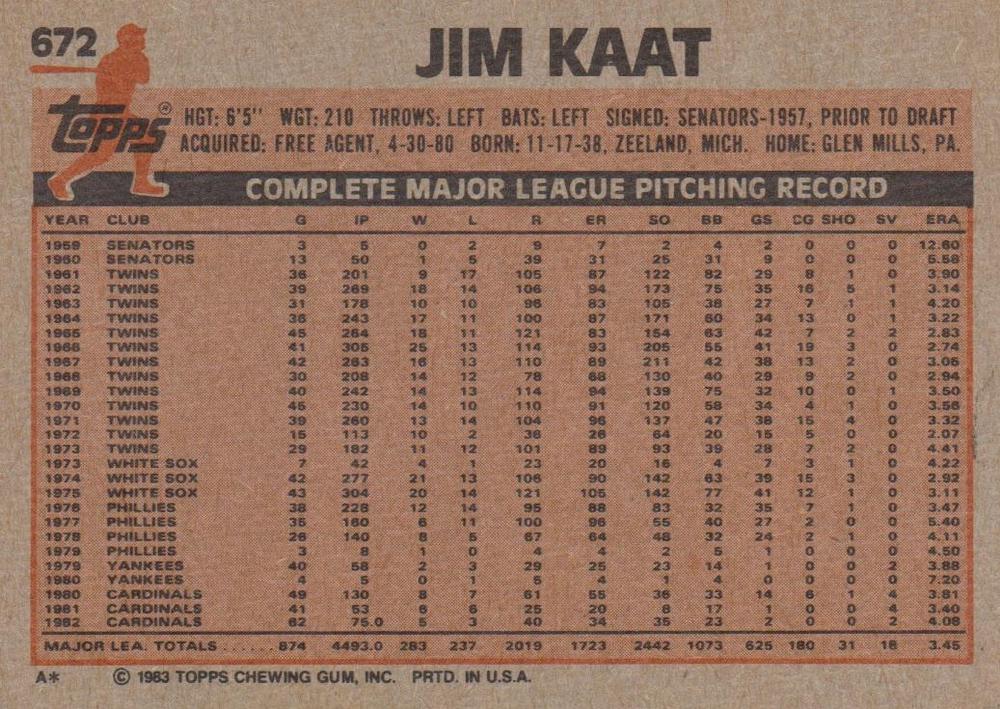 672
JIM KAAT
Topps®
HGT: 6'5'' WGT: 210 THROWS: LEFT BATS: LEFT SIGNED: SENATORS-1957, PRIOR TO DRAFT
ACQUIRED: FREE AGENT, 4-30-80 BORN: 11-17-38, ZEELAND, MICH. HOME: GLEN MILLS, PA.
COMPLETE MAJOR LEAGUE PITCHING RECORD
YEAR CLUB G IP W L R ER SO BB GS CG SHO SV ERA
1959 SENATORS 3 5 0 2 9 7 2 4 2 0 0 0 12.60
1960 SENATORS 13 50 1 5 39 31 25 31 9 0 0 0 5.58
1961 TWINS 36 201 9 17 105 87 122 82 29 8 1 0 3.90
1962 TWINS 39 269 18 14 106 94 173 75 35 16 5 1 3.14
1963 TWINS 31 178 10 10 96 83 105 38 27 7 1 1 4.20
1964 TWINS 36 243 17 11 100 87 171 60 34 13 0 1 3.22
1965 TWINS 45 264 18 11 121 83 154 63 42 7 2 2 2.83
1966 TWINS 41 305 25 13 114 93 205 55 41 19 3 0 2.74
1967 TWINS 42 263 16 13 110 89 211 42 38 13 2 0 3.05
1968 TWINS 30 208 14 12 78 68 130 40 29 9 2 0 2.94
1969 TWINS 40 242 14 13 114 94 139 75 32 10 0 1 3.50
1970 TWINS 45 230 14 10 110 91 120 58 34 4 1 0 3.56
1971 TWINS 39 260 13 14 104 96 137 47 38 15 4 0 3.32
1972 TWINS 15 113 10 2 36 26 64 20 15 5 0 0 2.07
1973 TWINS 29 182 11 12 101 89 93 39 28 7 2 0 4.41
1973 WHITE SOX 7 42 4 1 23 20 16 4 7 3 1 0 4.22
1974 WHITE SOX 42 277 21 13 106 90 142 63 39 15 3 0 2.92
1975 WHITE SOX 43 304 20 14 121 105 142 77 41 12 1 0 3.11
1976 PHILLIES 38 228 12 14 95 88 83 32 35 7 1 0 3.47
1977 PHILLIES 35 160 6 11 100 96 55 40 27 2 0 0 5.40
1978 PHILLIES 26 140 8 5 67 64 48 32 24 2 1 0 4.11
1979 PHILLIES 3 8 1 0 4 4 2 5 1 0 0 0 4.50
1979 YANKEES 40 58 2 3 29 25 23 14 1 0 0 2 3.88
1980 YANKEES 4 5 0 1 5 4 1 4 0 0 0 0 7.20
1980 CARDINALS 49 130 8 7 61 55 36 33 14 6 1 4 3.81
1981 CARDINALS 41 53 6 6 25 20 8 17 1 0 0 4 3.40
1982 CARDINALS 62 75.0 5 3 40 34 35 23 2 0 0 2 4.08
MAJOR LEA. TOTALS ...... 874 4493.0 283 237 2019 1723 2442 1073 625 180 31 18 3.45
A* © 1983 TOPPS CHEWING GUM, INC. PRTD. IN U.S.A.